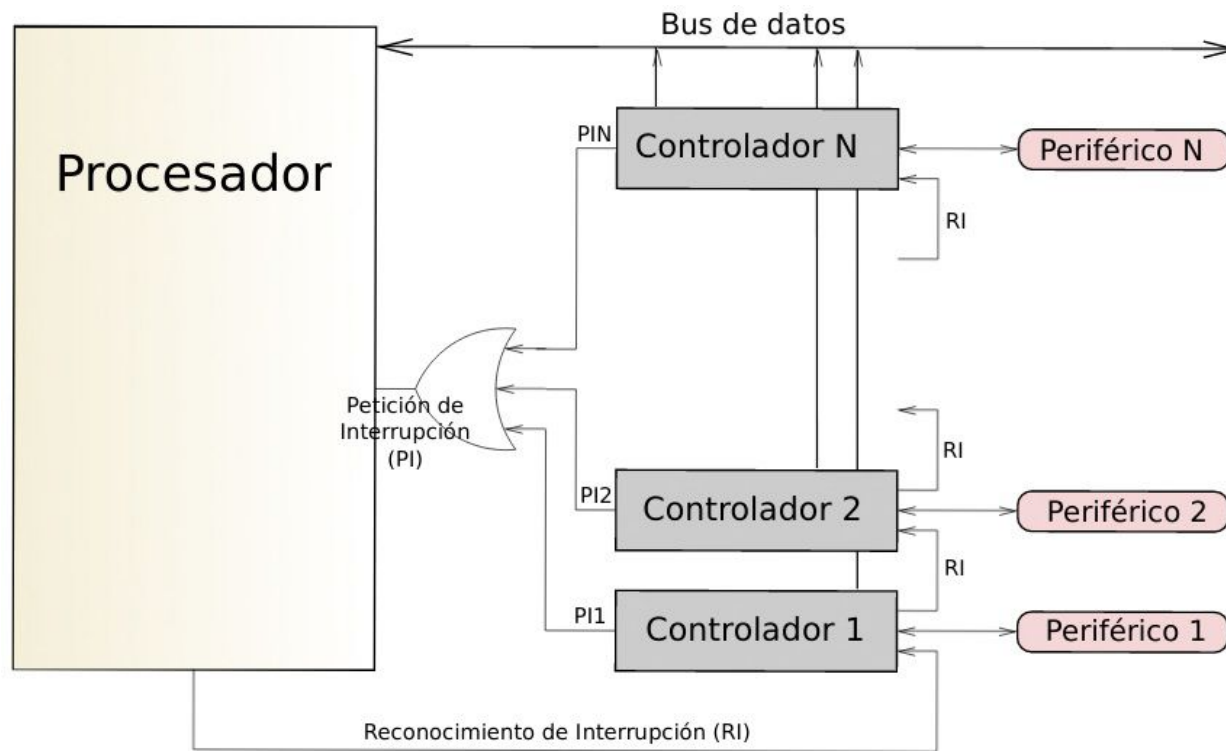 Bus de datos
Procesador
PIN
Controlador N
Periférico N
RI
Petición de
Interrupción
(PI)
RI
PI2
Controlador 2
Periférico 2
RI
PI1
Controlador 1
Periférico 1
Reconocimiento de Interrupción (RI)